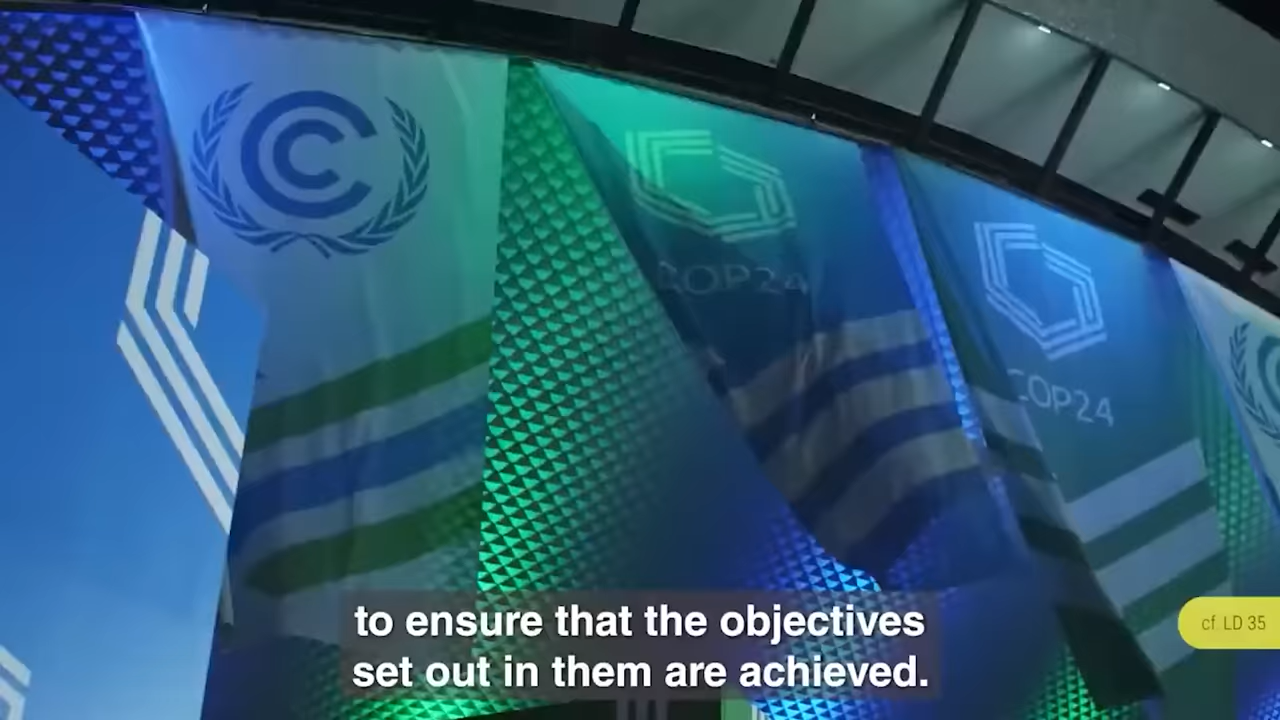 COP24
COP24
cf LD 35
to ensure that the objectives
set out in them are achieved.